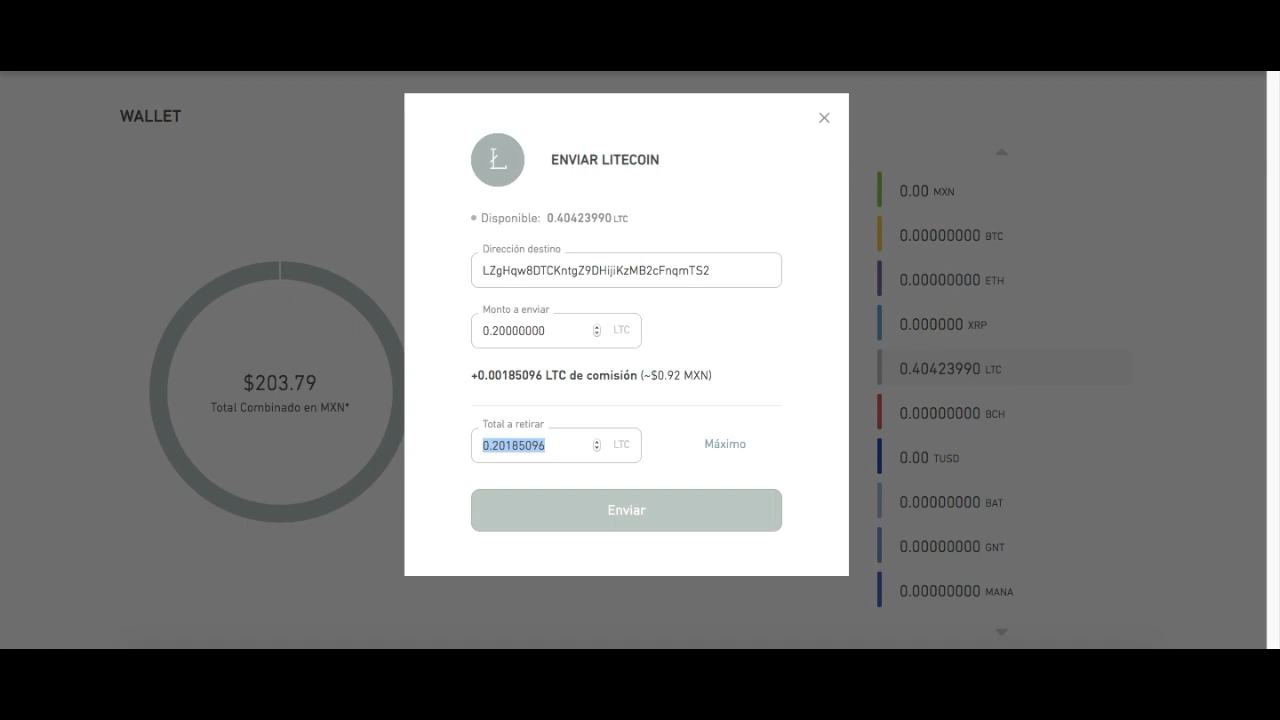 WALLET
$203.79
Total Combinado en MXN*
Ł
ENVIAR LITECOIN
Disponible: 0.40423990 LTC
Dirección destino
LZgHqw8DTCKntgZ9DHijiKzMB2cFnqmTS2
Monto a enviar
0.20000000 LTC
+0.00185096 LTC de comisión (~$0.92 MXN)
Total a retirar
0.20185096 LTC
Máximo
Enviar
0.00 MXN
0.00000000 BTC
0.00000000 ETH
0.000000 XRP
0.40423990 LTC
0.00000000 BCH
0.00 TUSD
0.00000000 BAT
0.00000000 GNT
0.00000000 MANA